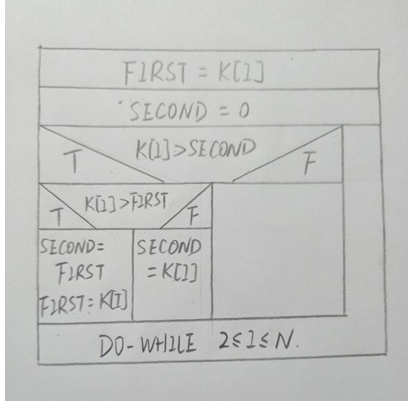 FIRST = K[1]
SECOND = 0
K[I]>SECOND
T F
K[I]>FIRST
T F
SECOND= SECOND
FIRST =K[I]
FIRST=K[I]
DO-WHILE 2≤I≤N.